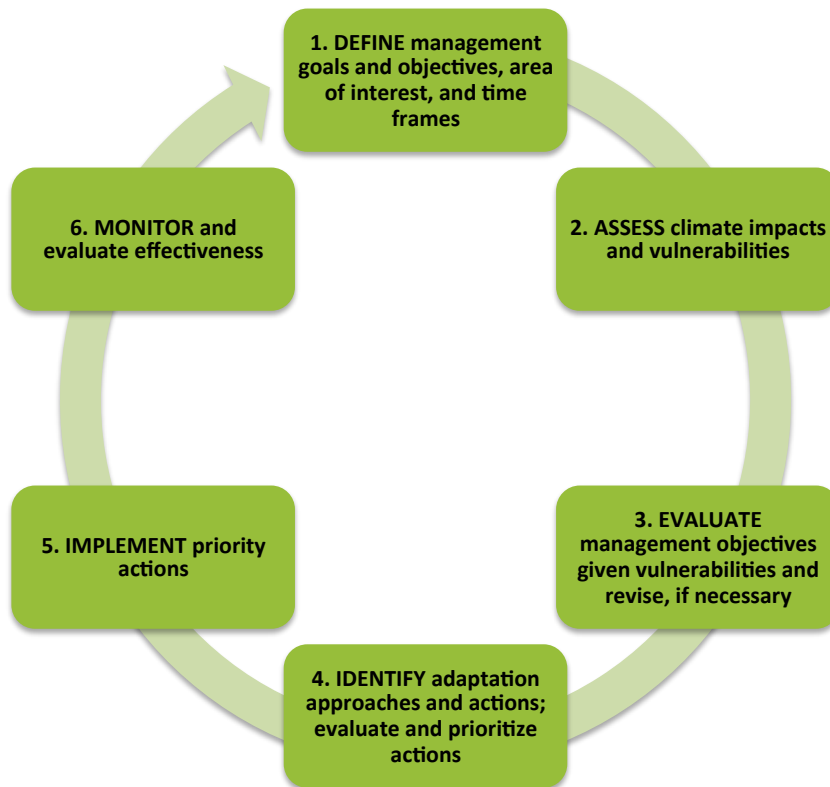 1. DEFINE management
goals and objectives, area
of interest, and time
frames
2. ASSESS climate impacts
and vulnerabilities
3. EVALUATE
management objectives
given vulnerabilities and
revise, if necessary
4. IDENTIFY adaptation
approaches and actions;
evaluate and prioritize
actions
5. IMPLEMENT priority
actions
6. MONITOR and
evaluate effectiveness